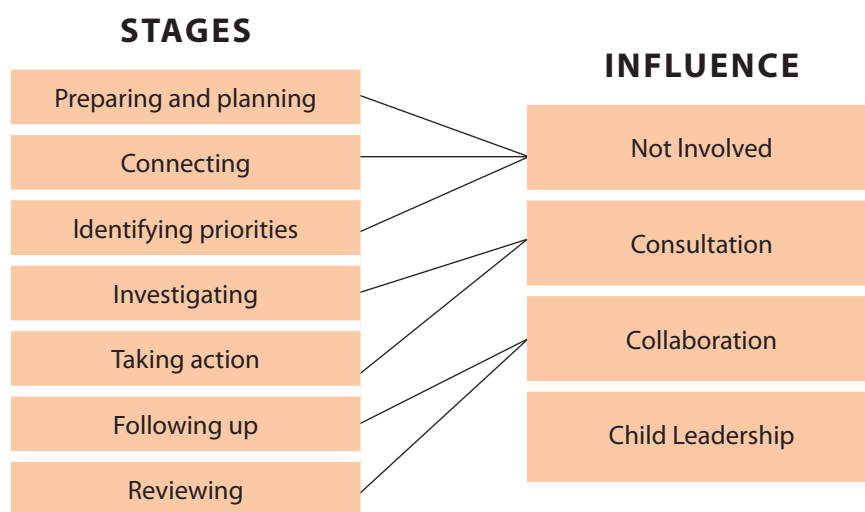 STAGES
Preparing and planning
Connecting
Identifying priorities
Investigating
Taking action
Following up
Reviewing
INFLUENCE
Not Involved
Consultation
Collaboration
Child Leadership